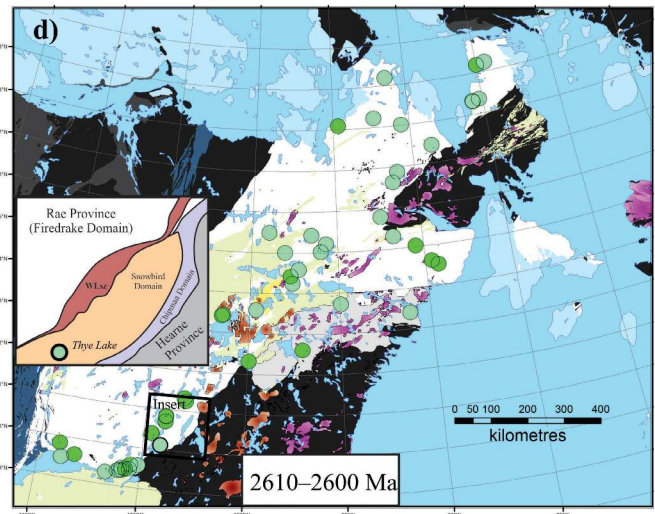 d)
Rae Province
(Firedrake Domain)
WLsz
Snowbird
Domain
Chipman Domain
Hearne
Province
Thye Lake
Insert
0 50 100 200 300 400
kilometres
2610–2600 Ma